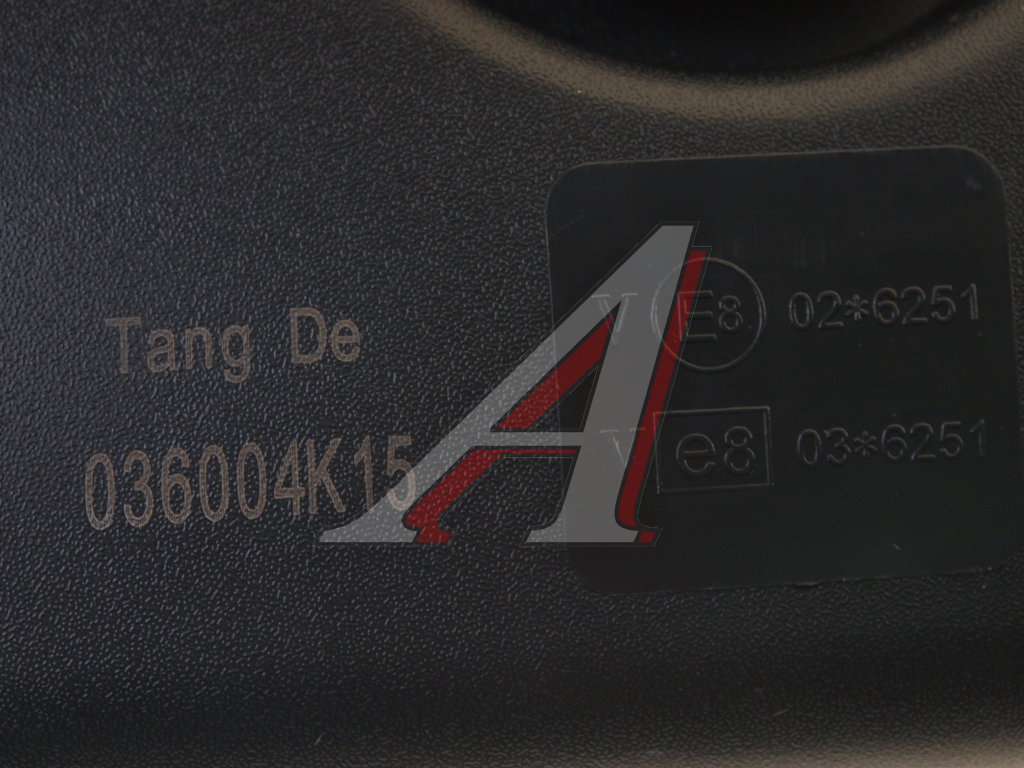 Tang De
036004K15
V E8 02*6251
V e8 03*6251